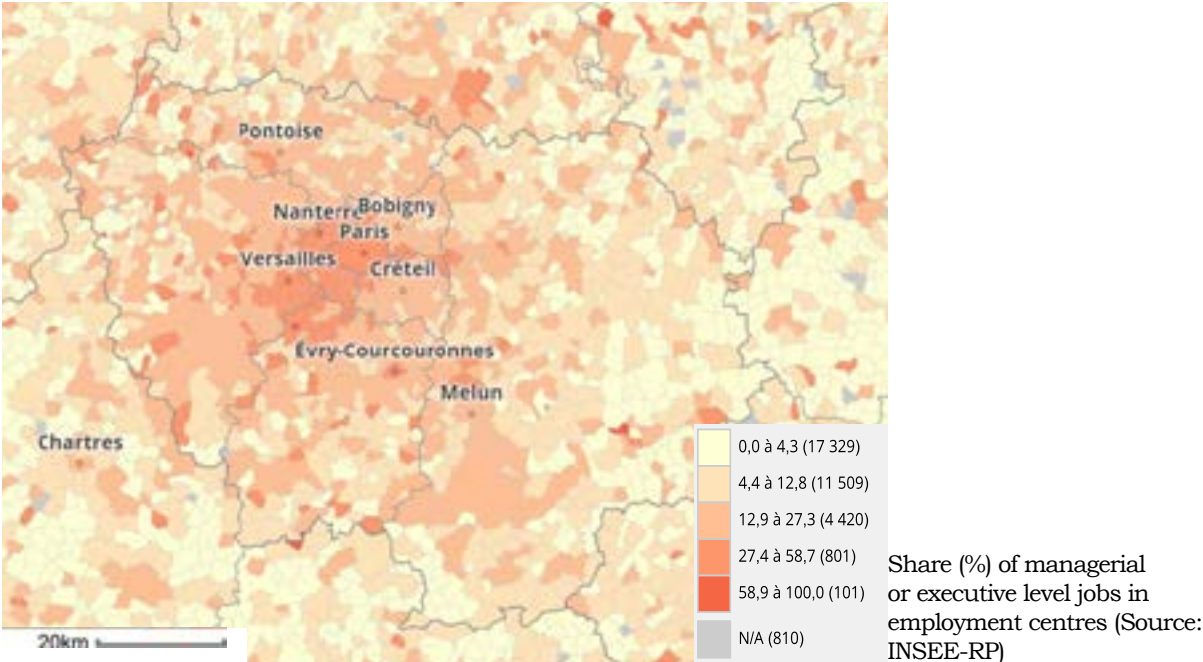 Pontoise
Nanterre
Bobigny
Paris
Versailles
Créteil
Évry-Courcouronnes
Melun
Chartres
0,0 à 4,3 (17 329)
4,4 à 12,8 (11 509)
12,9 à 27,3 (4 420)
27,4 à 58,7 (801)
58,9 à 100,0 (101)
N/A (810)
20km
Share (%) of managerial
or executive level jobs in
employment centres (Source:
INSEE-RP)